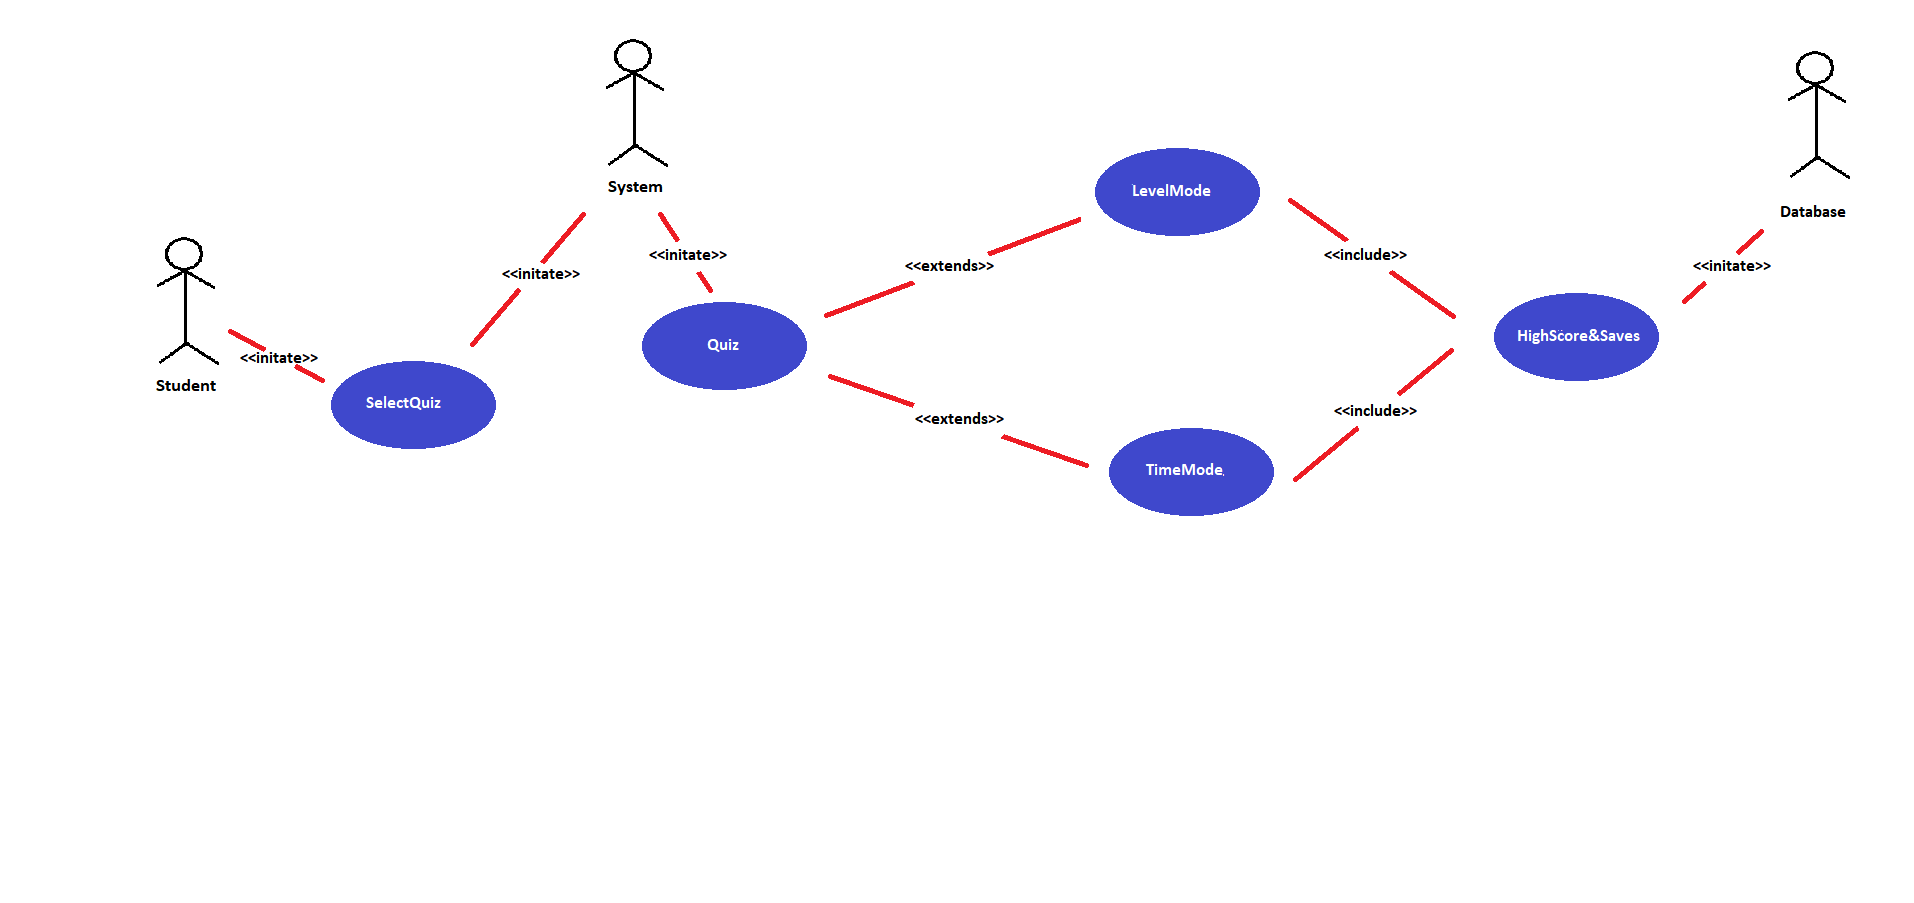 System
Database
LevelMode
<<initate>>
<<include>>
<<extends>>
<<initate>>
<<initate>>
HighScore&Saves
Quiz
<<initate>>
Student
SelectQuiz
<<include>>
<<extends>>
TimeMode